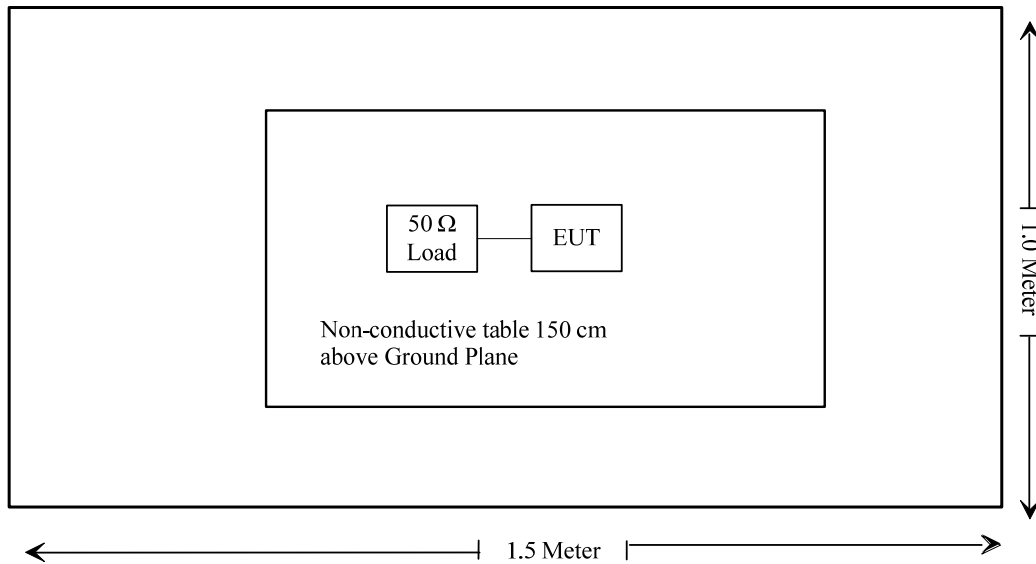 50 Ω
Load
EUT
Non-conductive table 150 cm
above Ground Plane
1.0 Meter
1.5 Meter